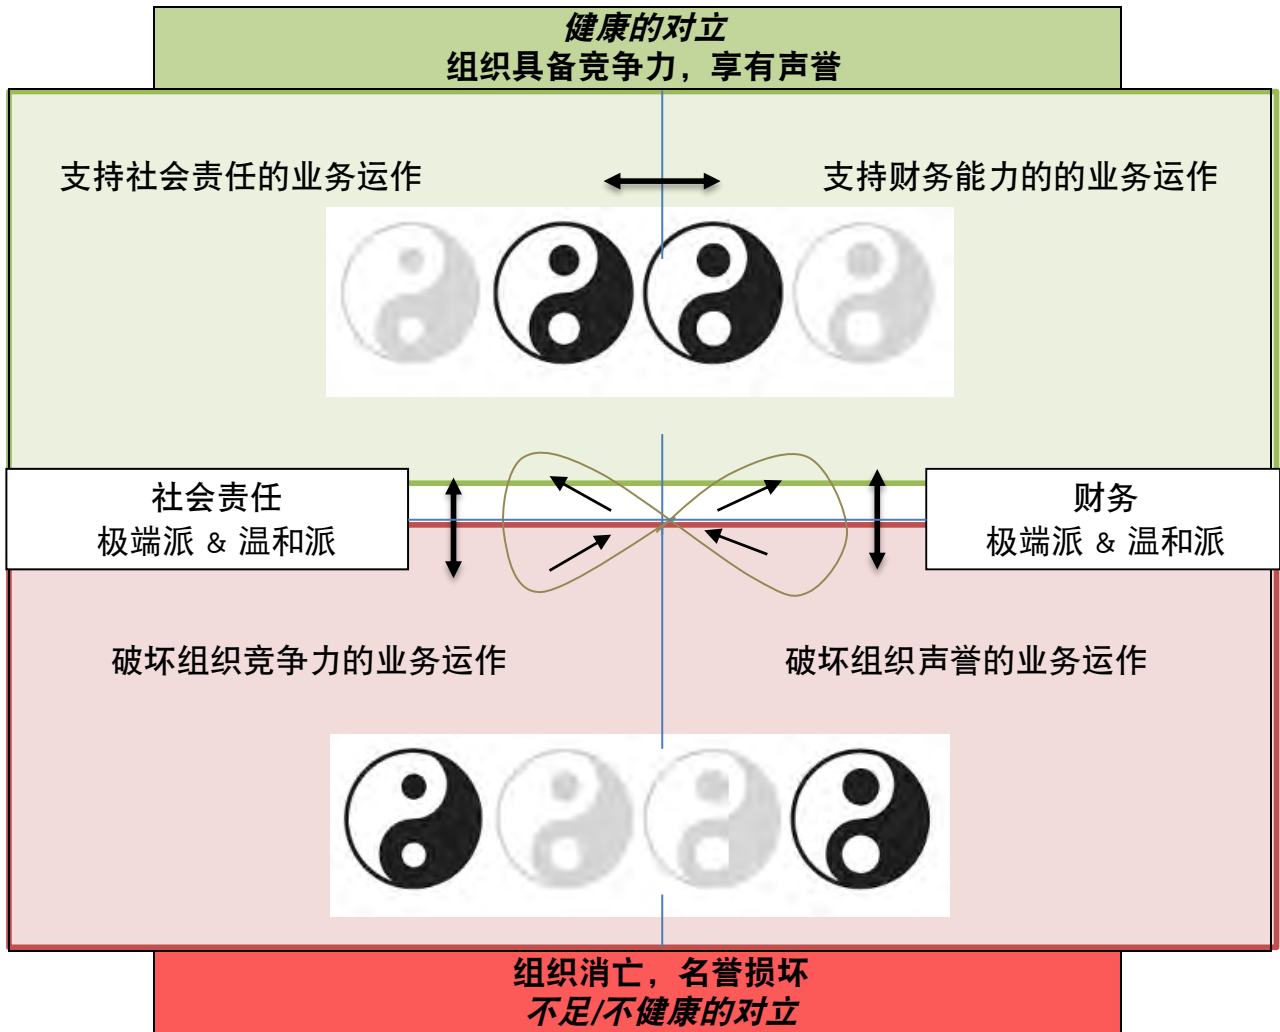 健康的对立
组织具备竞争力，享有声誉
支持社会责任的业务运作
支持财务能力的的业务运作
社会责任
极端派 & 温和派
财务
极端派 & 温和派
破坏组织竞争力的业务运作
破坏组织声誉的业务运作
组织消亡，名誉损坏
不足/不健康的对立